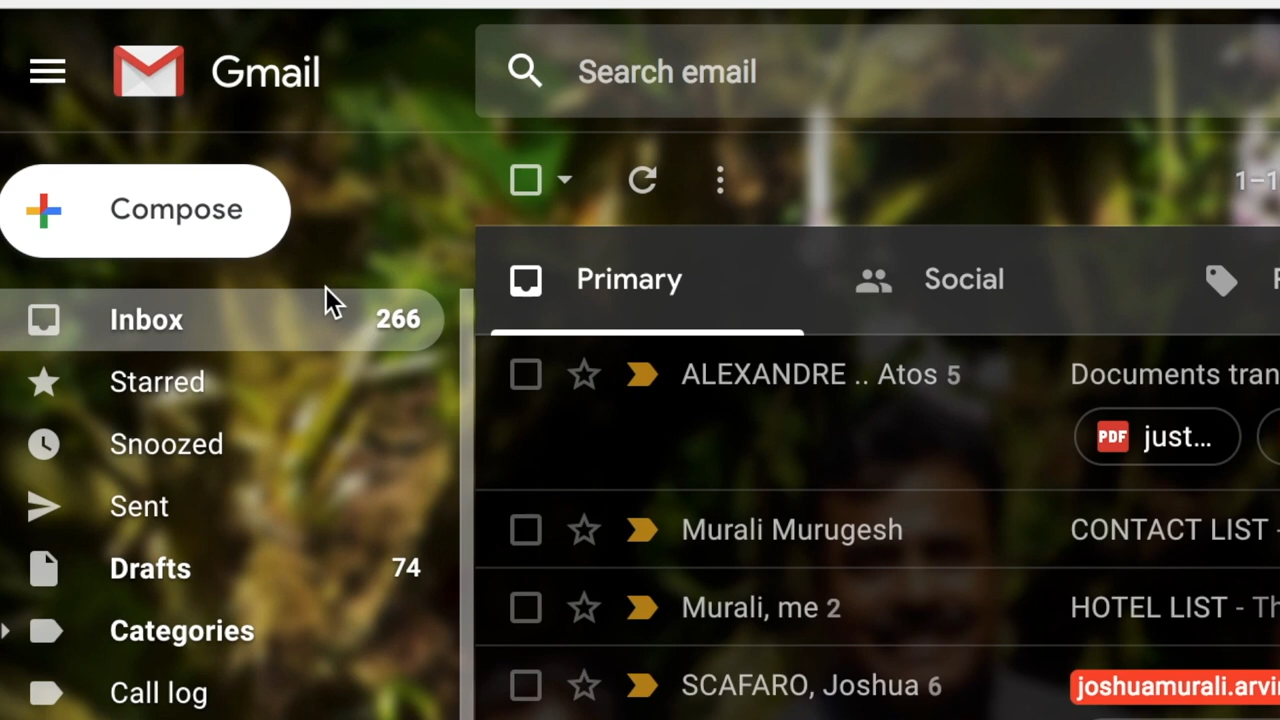 Gmail
Search email
Compose
1–1
Primary
Social
Inbox 266
Starred
Snoozed
Sent
Drafts 74
Categories
Call log
ALEXANDRE .. Atos 5
Documents tran
PDF just...
Murali Murugesh
CONTACT LIST
Murali, me 2
HOTEL LIST - Th
SCAFARO, Joshua 6
joshuamurali.arvi